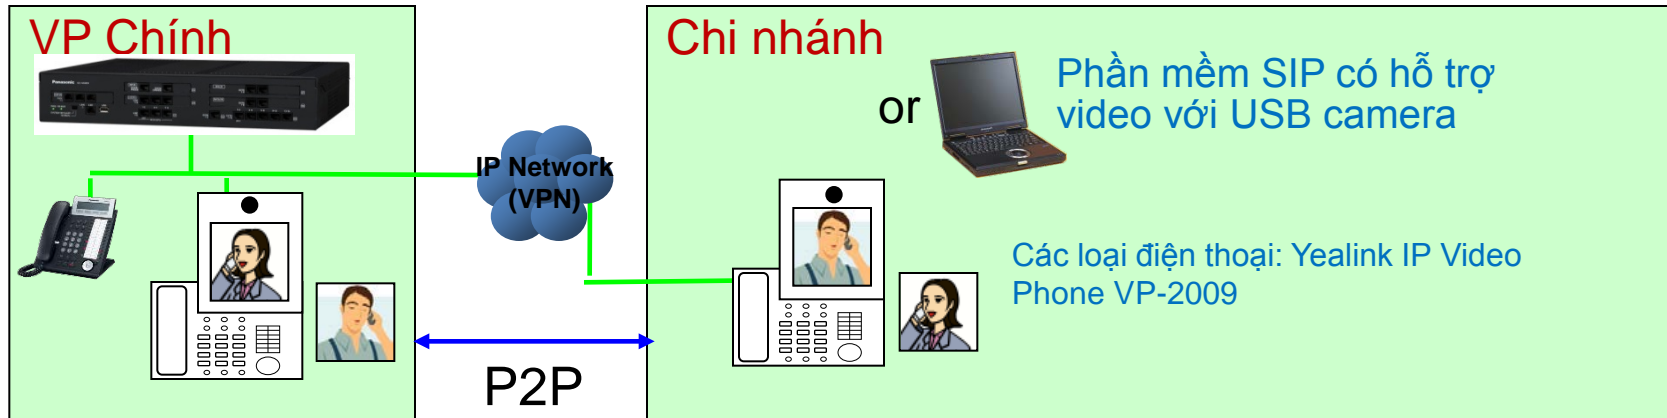 VP Chính
Panasonic
IP Network
(VPN)
P2P
Chi nhánh
or
Phần mềm SIP có hỗ trợ
video với USB camera
Các loại điện thoại: Yealink IP Video
Phone VP-2009